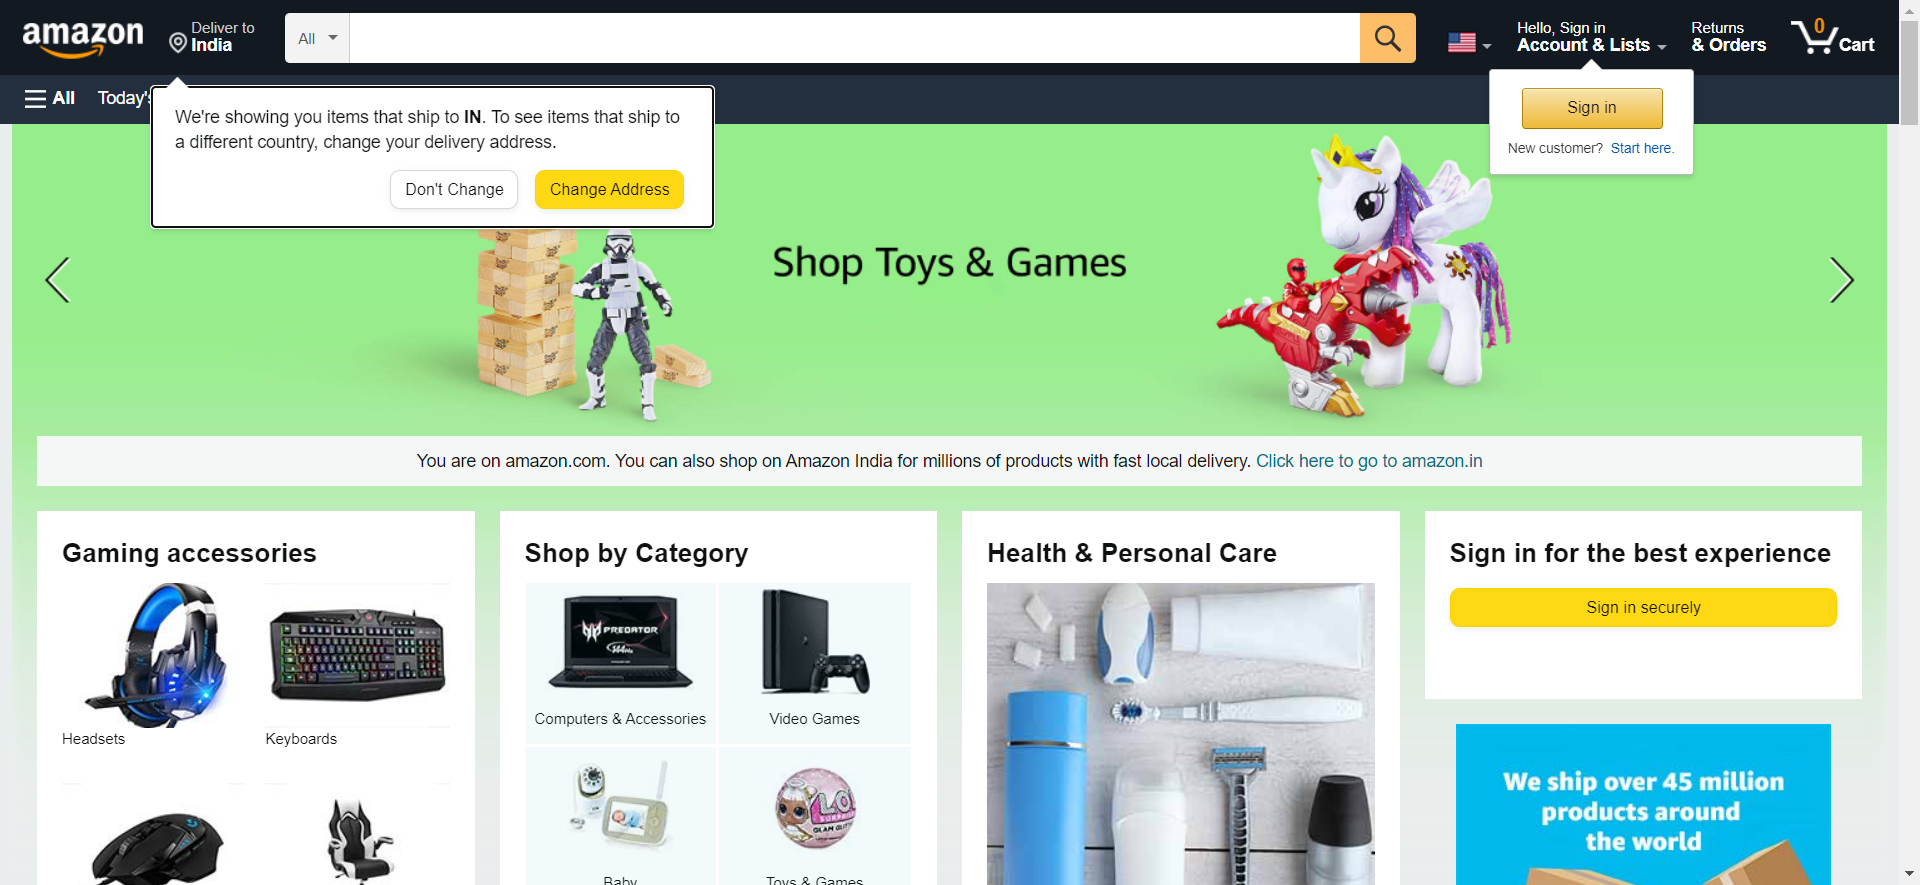 amazon
Deliver to
India
All
Hello, Sign in
Account & Lists
Returns
& Orders
0
Cart
All
Today's
We're showing you items that ship to IN. To see items that ship to
a different country, change your delivery address.
Don't Change
Change Address
Sign in
New customer? Start here.
Shop Toys & Games
You are on amazon.com. You can also shop on Amazon India for millions of products with fast local delivery. Click here to go to amazon.in
Gaming accessories
Headsets
Keyboards
Shop by Category
PREDATOR
144Hz
Computers & Accessories
Video Games
L.O.L.
SURPRISE
GLAM GLITTER
Baby
Toys & Games
Health & Personal Care
Sign in for the best experience
Sign in securely
We ship over 45 million
products around
the world